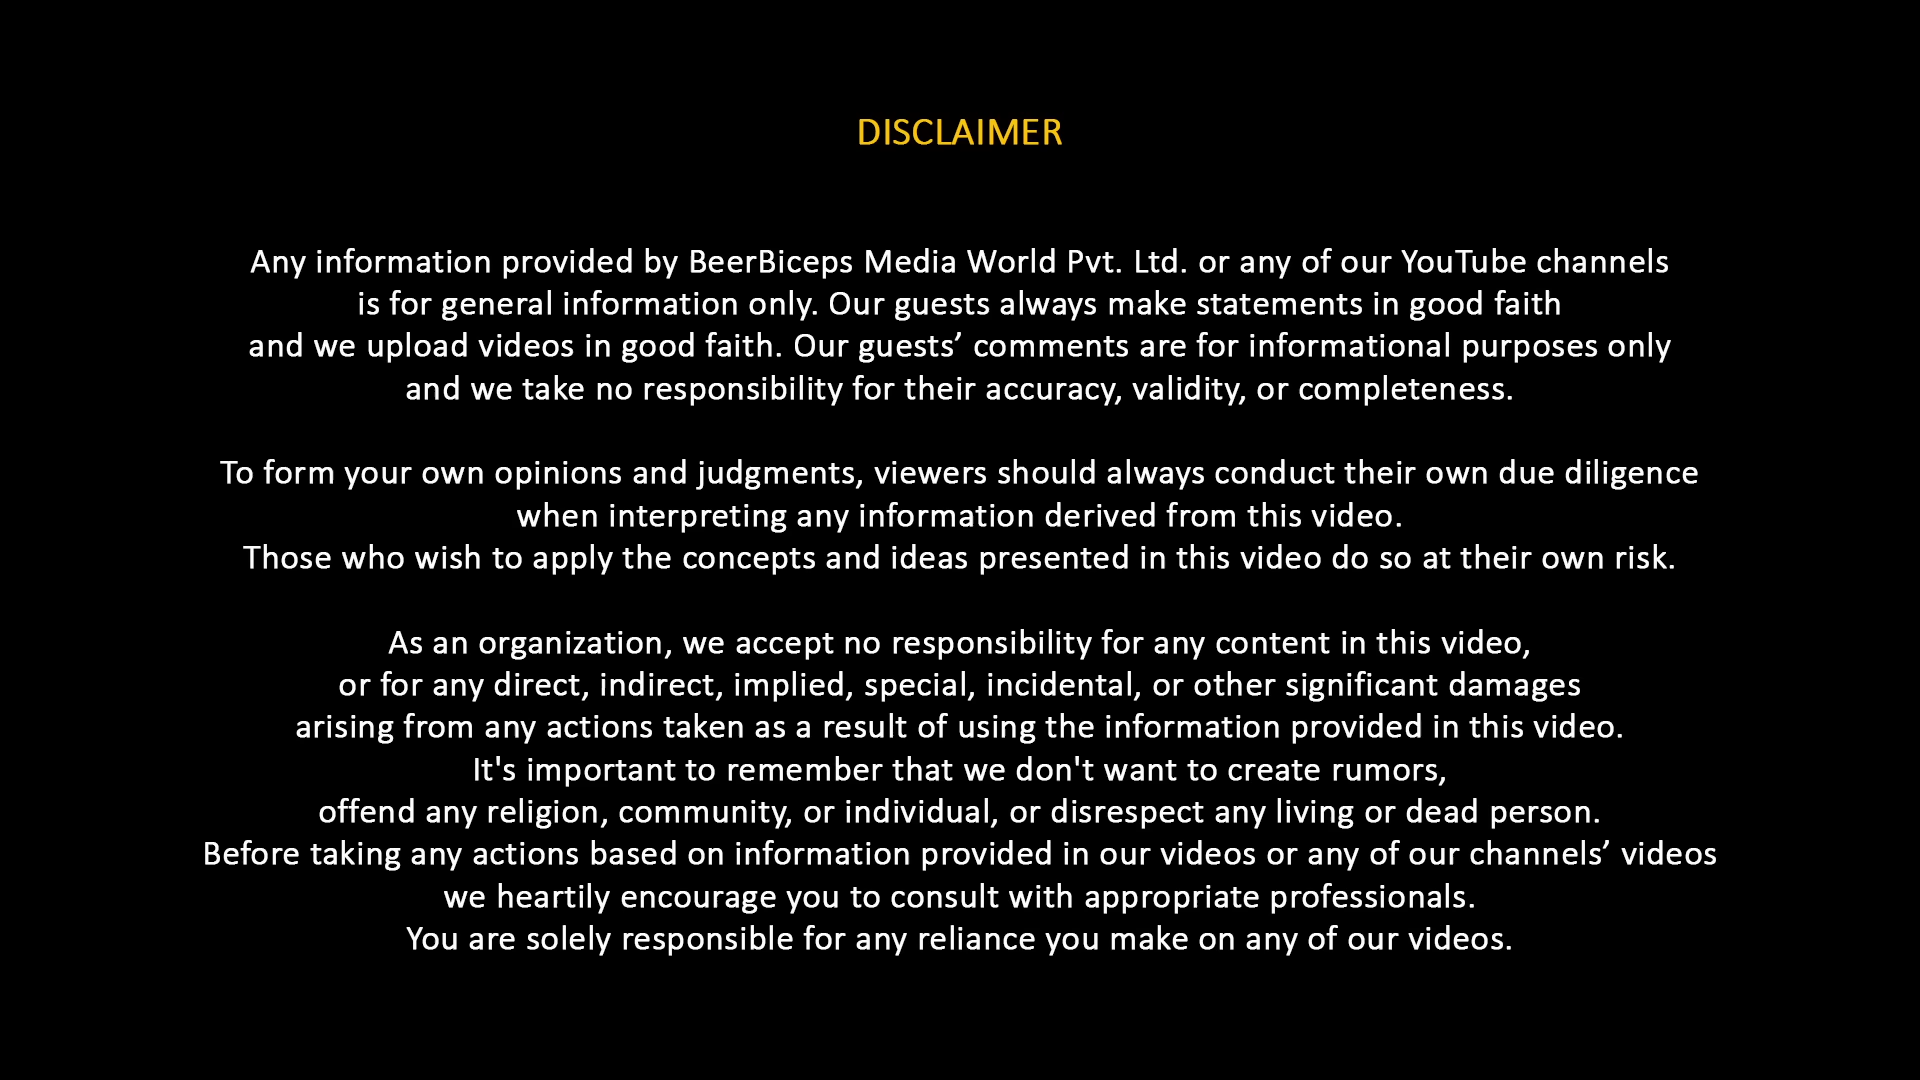 DISCLAIMER
Any information provided by BeerBiceps Media World Pvt. Ltd. or any of our YouTube channels
is for general information only. Our guests always make statements in good faith
and we upload videos in good faith. Our guests’ comments are for informational purposes only
and we take no responsibility for their accuracy, validity, or completeness.
To form your own opinions and judgments, viewers should always conduct their own due diligence
when interpreting any information derived from this video.
Those who wish to apply the concepts and ideas presented in this video do so at their own risk.
As an organization, we accept no responsibility for any content in this video,
or for any direct, indirect, implied, special, incidental, or other significant damages
arising from any actions taken as a result of using the information provided in this video.
It's important to remember that we don't want to create rumors,
offend any religion, community, or individual, or disrespect any living or dead person.
Before taking any actions based on information provided in our videos or any of our channels’ videos
we heartily encourage you to consult with appropriate professionals.
You are solely responsible for any reliance you make on any of our videos.